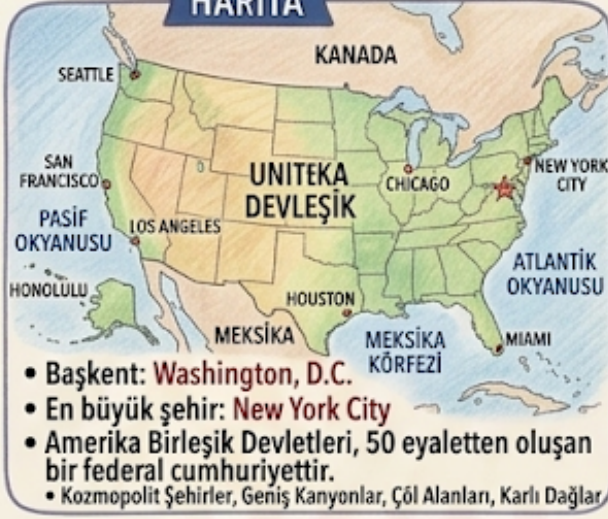 HARİTA
KANADA
SEATTLE
SAN
FRANCISCO
UNITEKA
DEVLEŞİK
CHICAGO
NEW YORK
CITY
PASİF
OKYANUSU
LOS ANGELES
ATLANTİK
OKYANUSU
HONOLULU
HOUSTON
MEKSİKA
MEKSİKA
KÖRFEZİ
MIAMI
• Başkent: Washington, D.C.
• En büyük şehir: New York City
• Amerika Birleşik Devletleri, 50 eyaletten oluşan
bir federal cumhuriyettir.
• Kozmopolit Şehirler, Geniş Kanyonlar, Çöl Alanları, Karlı Dağlar